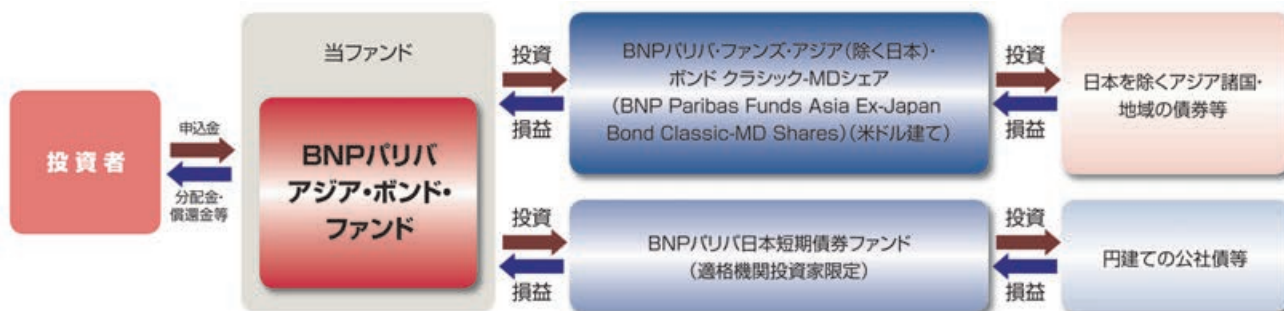 投資者
申込金
分配金・
償還金等
当ファンド
BNPパリバ
アジア・ボンド・
ファンド
投資
損益
BNPパリバ・ファンズ・アジア（除く日本）・
ボンド クラシック-MDシェア
（BNP Paribas Funds Asia Ex-Japan
Bond Classic-MD Shares）（米ドル建て）
投資
損益
日本を除くアジア諸国・
地域の債券等
投資
損益
BNPパリバ日本短期債券ファンド
（適格機関投資家限定）
投資
損益
円建ての公社債等